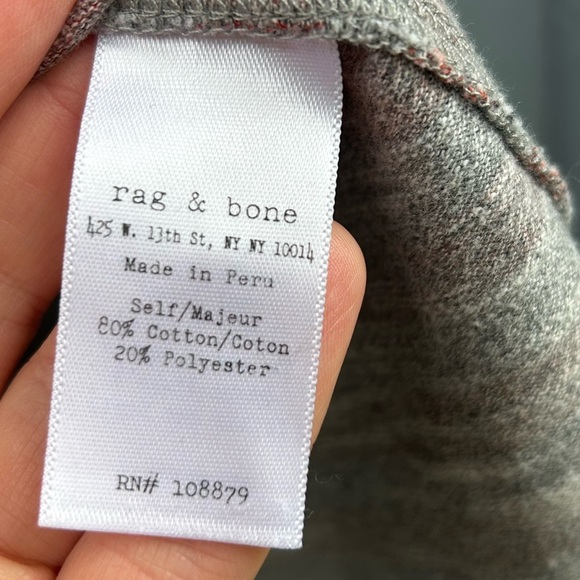 rag & bone
425 W. 13th St, NY NY 10014
Made in Peru
Self/Majeur
80% Cotton/Coton
20% Polyester
RN# 108879